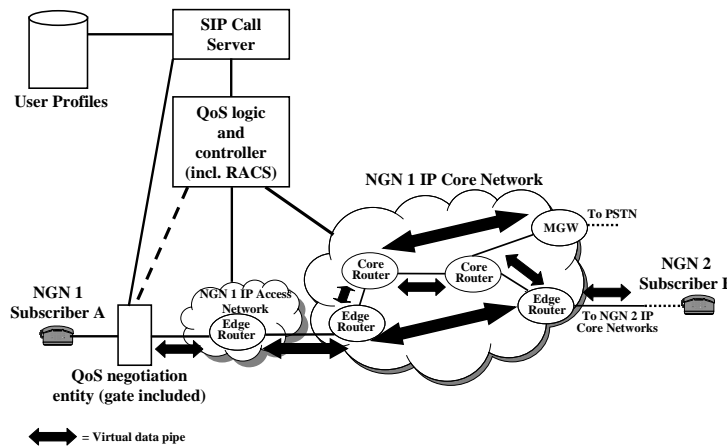 SIP Call
Server
User Profiles
QoS logic
and
controller
(incl. RACS)
NGN 1 IP Core Network
To PSTN
MGW
Core
Router
Core
Router
NGN 2
Subscriber
NGN 1
Subscriber A
NGN 1 IP Access
Network
Edge
Router
Edge
Router
Edge
Router
To NGN 2 IP
Core Networks
QoS negotiation
entity (gate included)
= Virtual data pipe